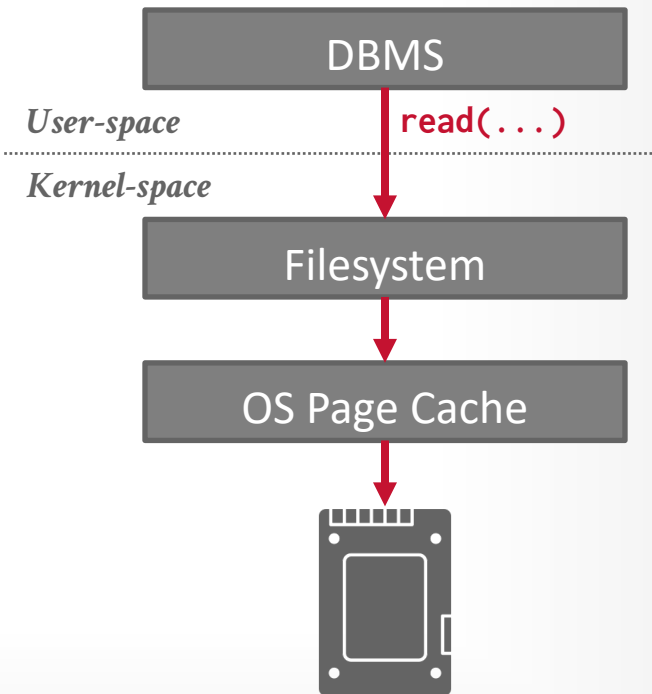 DBMS
User-space
read(...)
Kernel-space
Filesystem
OS Page Cache